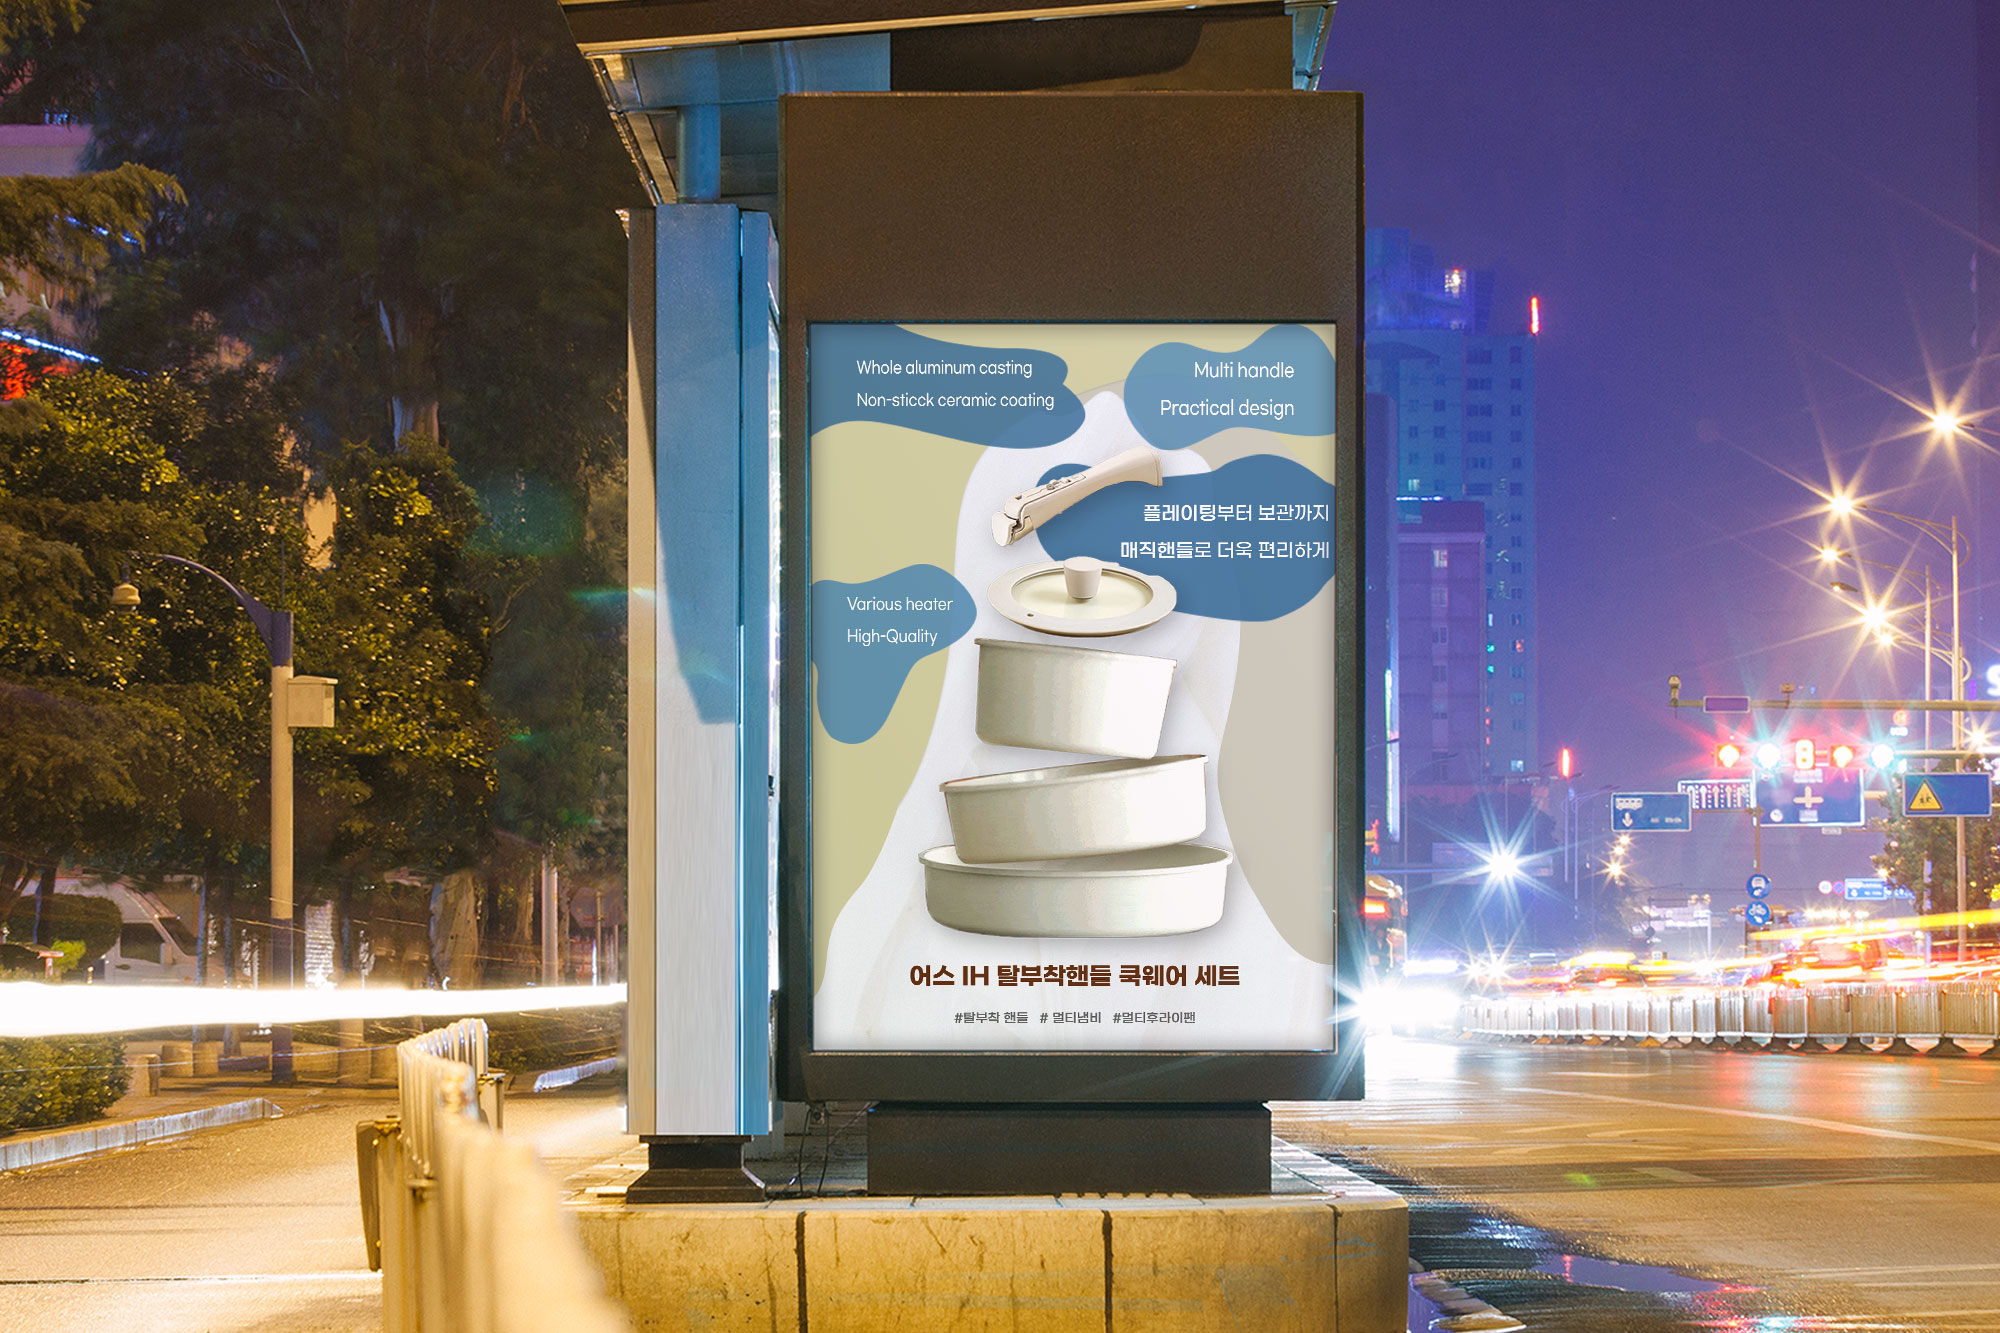 Whole aluminum casting
Non-sticck ceramic coating
Multi handle
Practical design
플레이팅부터 보관까지
매직핸들로 더욱 편리하게
Various heater
High-Quality
어스 IH 탈부착핸들 쿡웨어 세트
#탈부착 핸들 # 멀티냄비 #멀티후라이팬